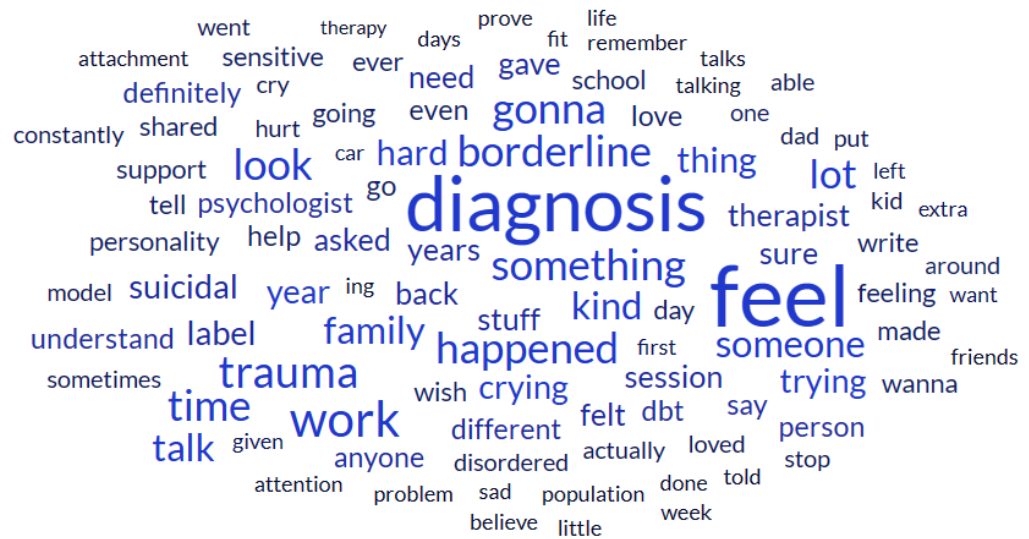 prove life
went therapy days fit remember
attachment sensitive ever need gave school talks
definitely cry talking able
constantly shared hurt going even gonna love one
support look car hard borderline thing dad put
tell psychologist go diagnosis lot left
personality help asked years therapist kid extra
model suicidal year ing back something sure write
understand label family stuff kind day feel feeling around want
sometimes trauma happened first someone made friends
time work wish crying session trying wanna
talk given different felt dbt say person
anyone disordered actually loved stop
attention problem sad population done told
believe little week